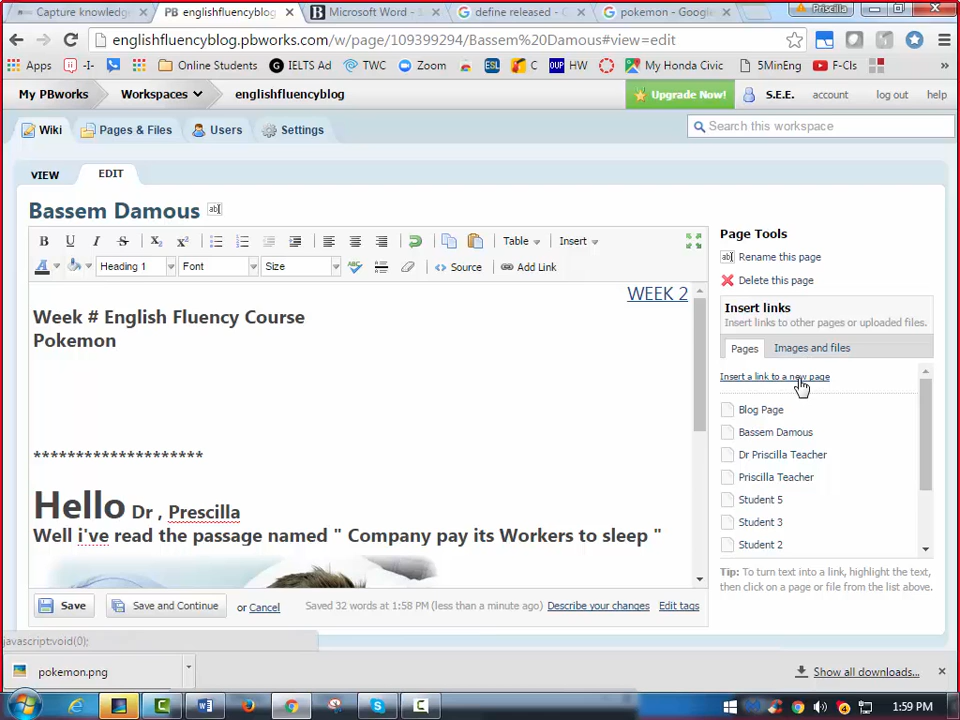 Capture knowledg
PB englishfluencyblog
Microsoft Word -
define released -
pokemon - Google
Priscilla
englishfluencyblog.pbworks.com/w/page/109399294/Bassem%20Damous#view=edit
Apps
-I-
Online Students
IELTS Ad
TWC
Zoom
ESL
C
OUP HW
My Honda Civic
5MinEng
F-Cls
»
My PBworks
Workspaces
englishfluencyblog
Upgrade Now!
S.E.E.
account
log out
help
Wiki
Pages & Files
Users
Settings
Search this workspace
VIEW
EDIT
Bassem Damous
Page Tools
B U I S X2 X2
Table
Insert
Rename this page
A
Heading 1
Font
Size
ABC
Source
Add Link
Delete this page
WEEK 2
Week # English Fluency Course
Pokemon
********************
Hello Dr , Prescilla
Well i've read the passage named " Company pay its Workers to sleep "
Insert links
Insert links to other pages or uploaded files.
Pages
Images and files
Insert a link to a new page
Blog Page
Bassem Damous
Dr Priscilla Teacher
Priscilla Teacher
Student 5
Student 3
Student 2
Tip: To turn text into a link, highlight the text,
then click on a page or file from the list above.
Save
Save and Continue
or Cancel
Saved 32 words at 1:58 PM (less than a minute ago)
Describe your changes
Edit tags
javascript:void(0);
pokemon.png
Show all downloads...
1:59 PM